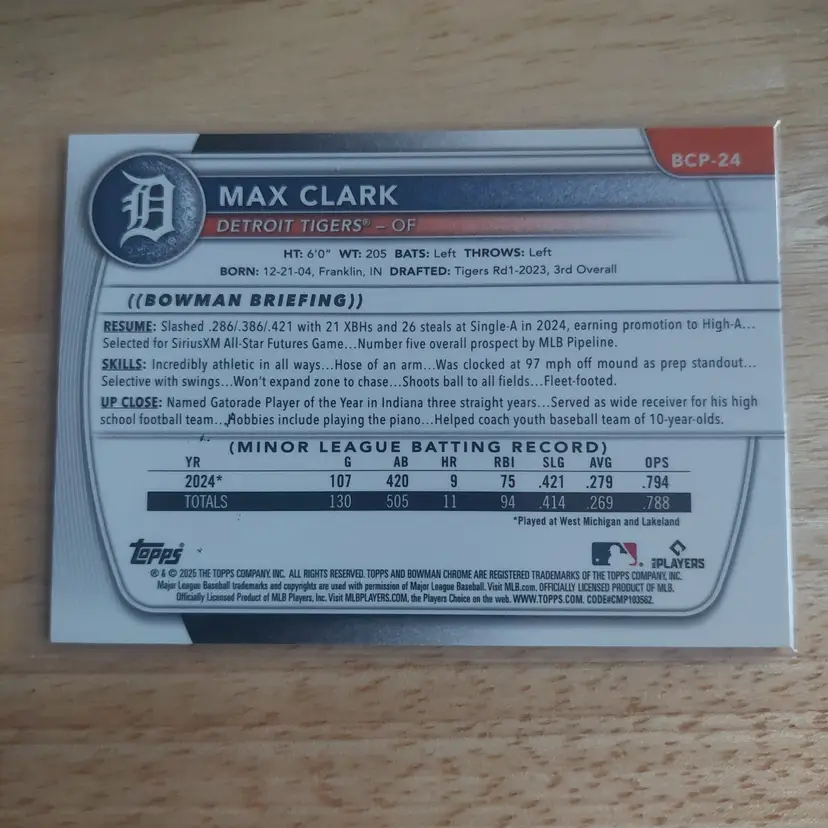 BCP-24
D
MAX CLARK
DETROIT TIGERS® – OF
HT: 6'0" WT: 205 BATS: Left THROWS: Left
BORN: 12-21-04, Franklin, IN DRAFTED: Tigers Rd1-2023, 3rd Overall
((BOWMAN BRIEFING))
RESUME: Slashed .286/.386/.421 with 21 XBHs and 26 steals at Single-A in 2024, earning promotion to High-A...
Selected for SiriusXM All-Star Futures Game...Number five overall prospect by MLB Pipeline.
SKILLS: Incredibly athletic in all ways...Hose of an arm...Was clocked at 97 mph off mound as prep standout...
Selective with swings...Won't expand zone to chase...Shoots ball to all fields...Fleet-footed.
UP CLOSE: Named Gatorade Player of the Year in Indiana three straight years...Served as wide receiver for his high
school football team...Hobbies include playing the piano...Helped coach youth baseball team of 10-year-olds.
(MINOR LEAGUE BATTING RECORD)
YR G AB HR RBI SLG AVG OPS
2024* 107 420 9 75 .421 .279 .794
TOTALS 130 505 11 94 .414 .269 .788
*Played at West Michigan and Lakeland
Topps
MLB PLAYERS
® & © 2025 THE TOPPS COMPANY, INC. ALL RIGHTS RESERVED. TOPPS AND BOWMAN CHROME ARE REGISTERED TRADEMARKS OF THE TOPPS COMPANY, INC.
Major League Baseball trademarks and copyrights are used with permission of Major League Baseball. Visit MLB.com. OFFICIALLY LICENSED PRODUCT OF MLB.
Officially Licensed Product of MLB Players, Inc. Visit MLBPLAYERS.COM, the Players Choice on the web. WWW.TOPPS.COM. CODE#CMP103562.